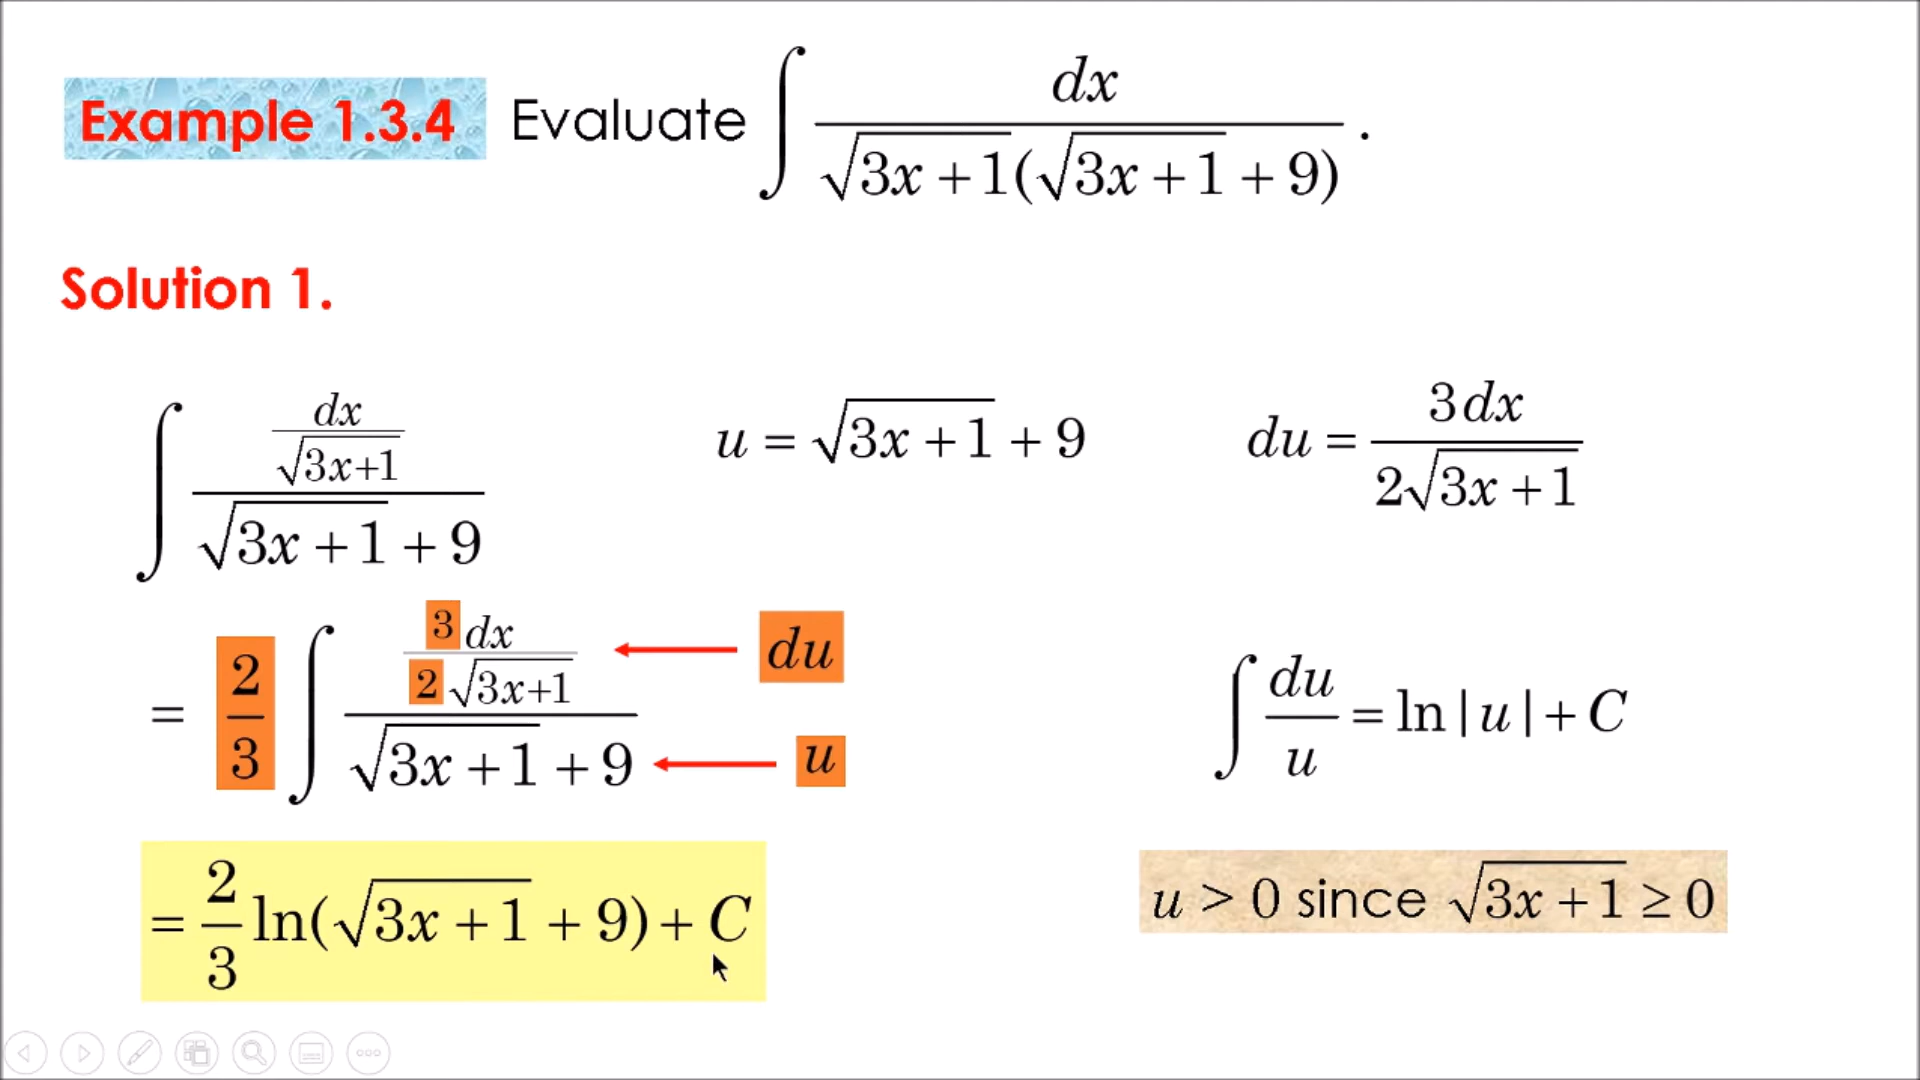 Example 1.3.4 Evaluate ∫ dx / √(3x + 1)(√(3x + 1) + 9) .
Solution 1.
∫ (dx / √(3x+1)) / (√(3x + 1) + 9)
u = √(3x + 1) + 9
du = 3dx / 2√(3x + 1)
= 2/3 ∫ (3dx / 2√(3x+1)) / (√(3x + 1) + 9)
du
u
∫ du/u = ln|u| + C
= 2/3 ln(√(3x + 1) + 9) + C
u > 0 since √(3x + 1) ≥ 0